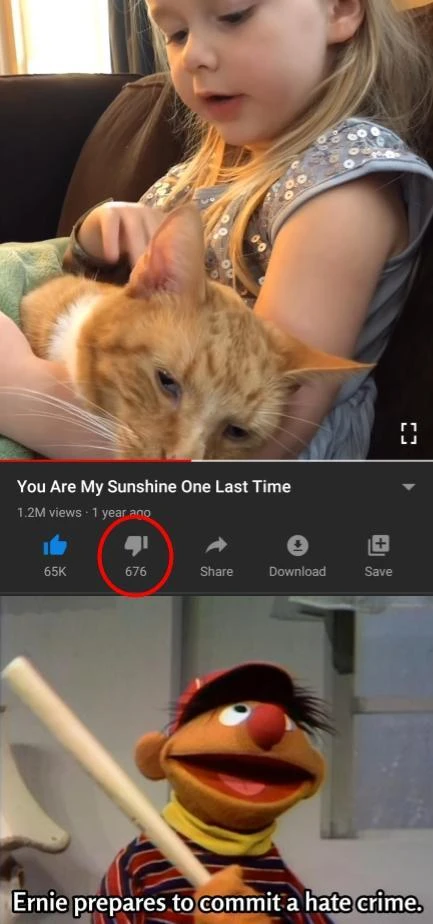 You Are My Sunshine One Last Time
1.2M views · 1 year ago
65K
676
Share
Download
Save
Ernie prepares to commit a hate crime.